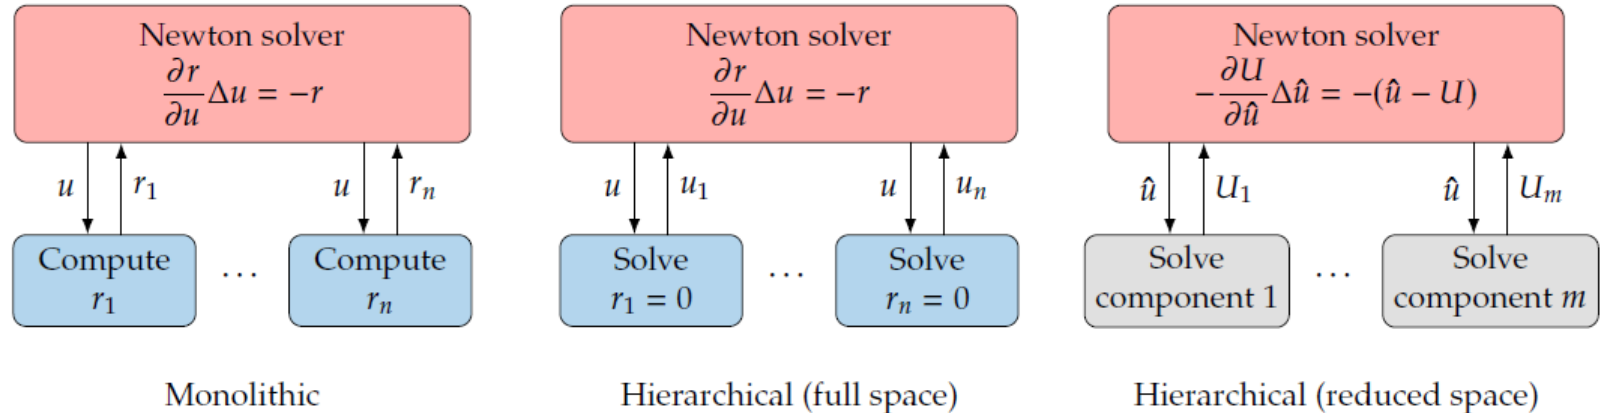 Newton solver
∂r/∂u Δu = −r
u
r₁
u
rₙ
Compute
r₁
...
Compute
rₙ
Monolithic
Newton solver
∂r/∂u Δu = −r
u
u₁
u
uₙ
Solve
r₁ = 0
...
Solve
rₙ = 0
Hierarchical (full space)
Newton solver
−∂U/∂û Δû = −(û − U)
û
U₁
û
Uₘ
Solve
component 1
...
Solve
component m
Hierarchical (reduced space)